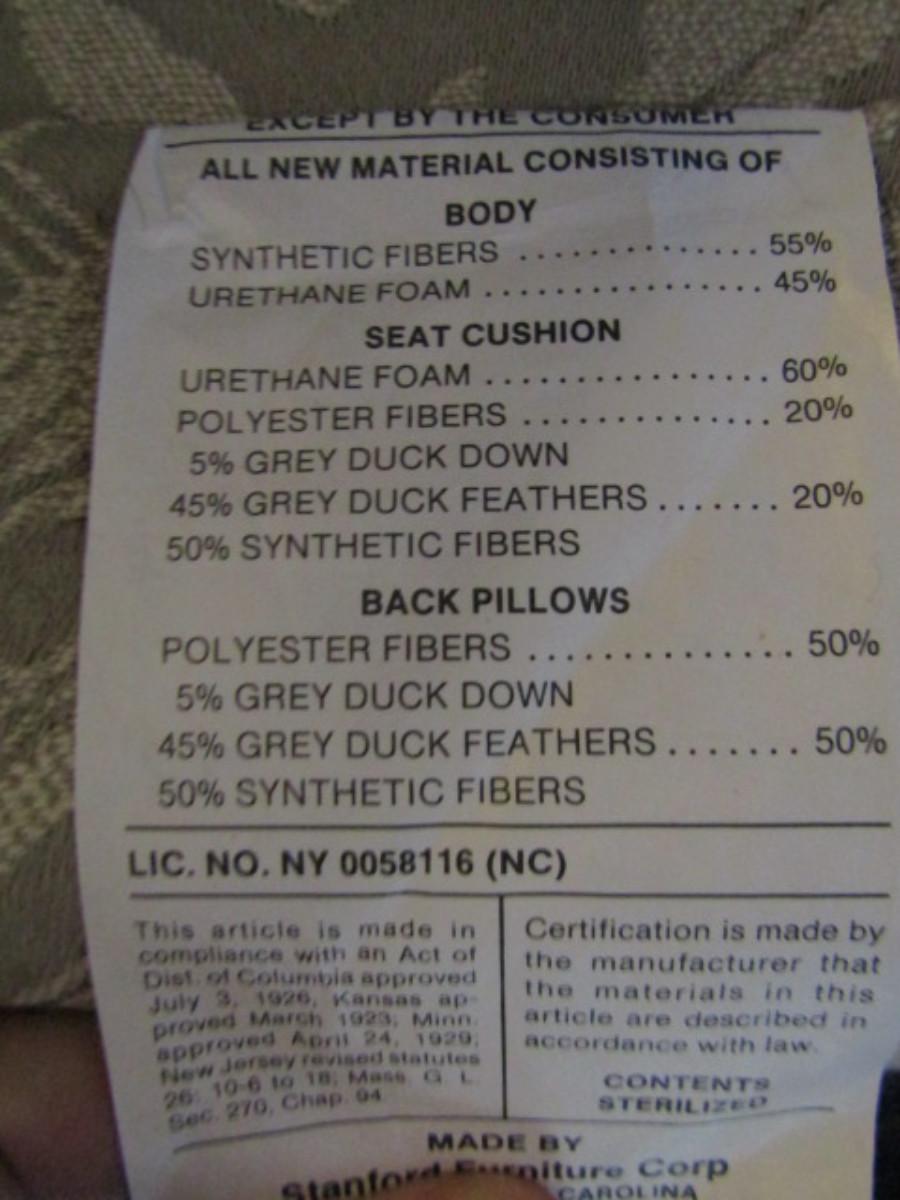 EXCEPT BY THE CONSUMER
ALL NEW MATERIAL CONSISTING OF
BODY
SYNTHETIC FIBERS .............. 55%
URETHANE FOAM ................. 45%
SEAT CUSHION
URETHANE FOAM ................. 60%
POLYESTER FIBERS .............. 20%
5% GREY DUCK DOWN
45% GREY DUCK FEATHERS ....... 20%
50% SYNTHETIC FIBERS
BACK PILLOWS
POLYESTER FIBERS .............. 50%
5% GREY DUCK DOWN
45% GREY DUCK FEATHERS ....... 50%
50% SYNTHETIC FIBERS
LIC. NO. NY 0058116 (NC)
This article is made in
compliance with an Act of
Dist. of Columbia approved
July 3, 1926, Kansas ap-
proved March 1923; Minn.
approved April 24, 1929;
New Jersey revised statutes
26: 10-6 to 18; Mass. G. L.
Sec. 270, Chap. 94.
Certification is made by
the manufacturer that
the materials in this
article are described in
accordance with law.
CONTENTS
STERILIZED
MADE BY
Stanford Furniture Corp
CAROLINA